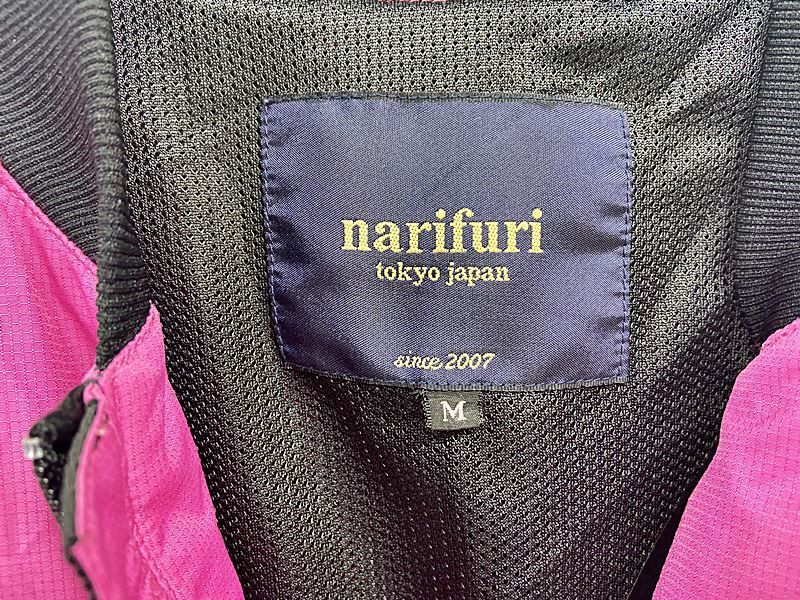 narifuri
tokyo japan
since 2007
M